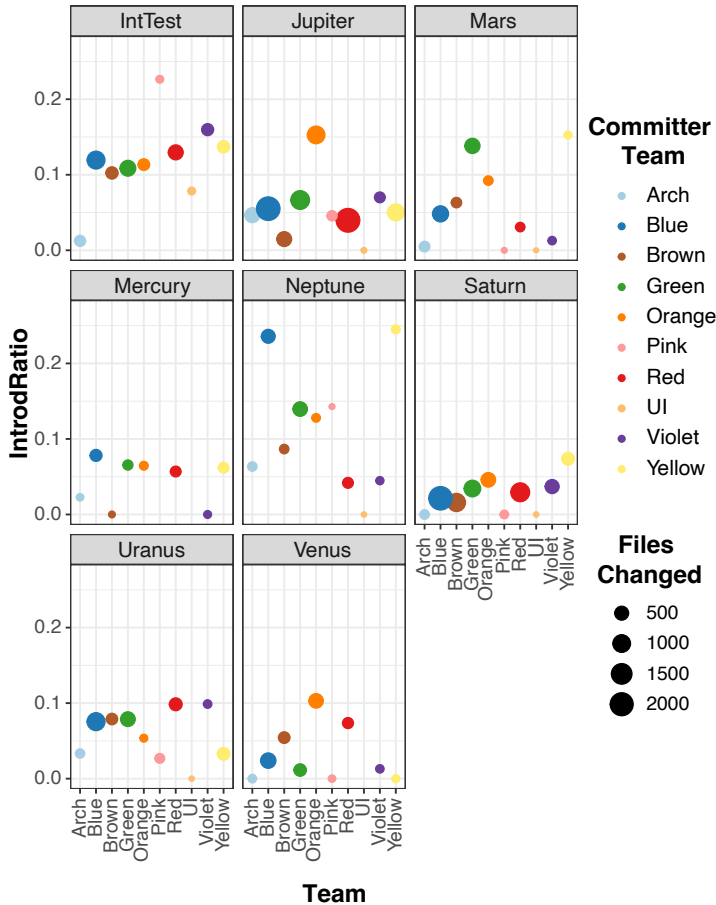 IntTest
Jupiter
Mars
0.2
0.1
0.0
Mercury
Neptune
Saturn
0.2
0.1
0.0
Uranus
Venus
0.2
0.1
0.0
Arch
Blue
Brown
Green
Orange
Pink
Red
UI
Violet
Yellow
Arch
Blue
Brown
Green
Orange
Pink
Red
UI
Violet
Yellow
Arch
Blue
Brown
Green
Orange
Pink
Red
UI
Violet
Yellow
Team
IntrodRatio
Committer
Team
Arch
Blue
Brown
Green
Orange
Pink
Red
UI
Violet
Yellow
Files
Changed
500
1000
1500
2000